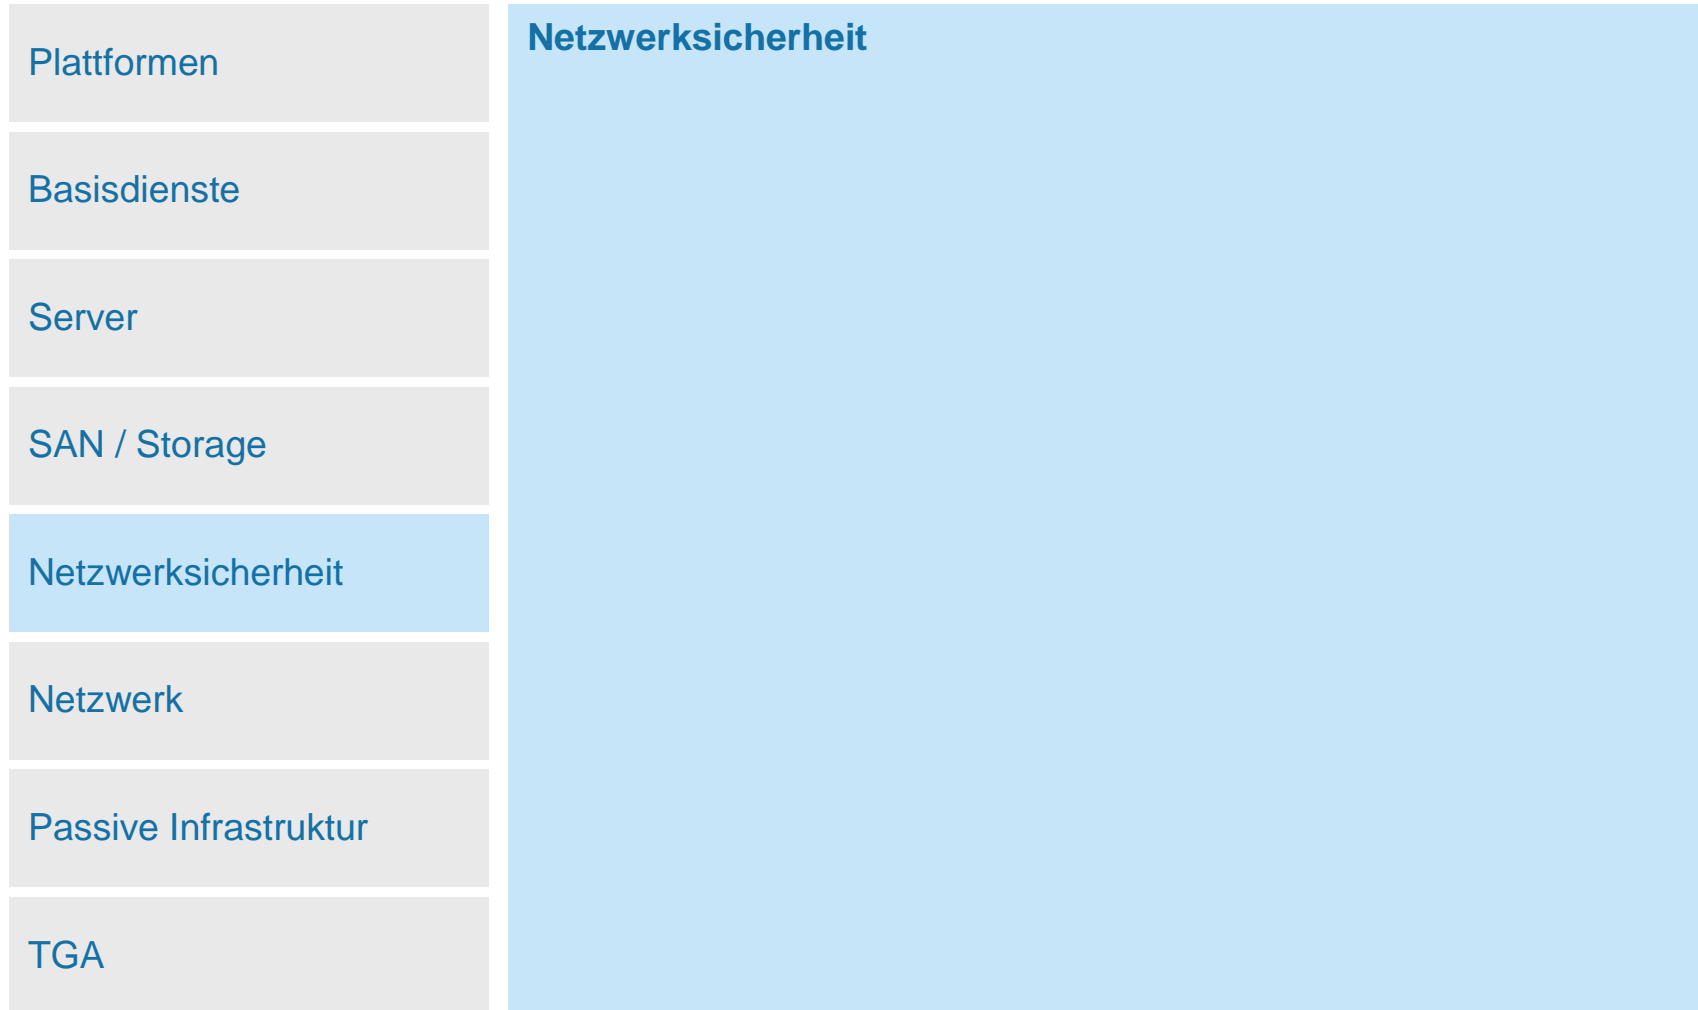 Plattformen
Basisdienste
Server
SAN / Storage
Netzwerksicherheit
Netzwerk
Passive Infrastruktur
TGA
Netzwerksicherheit